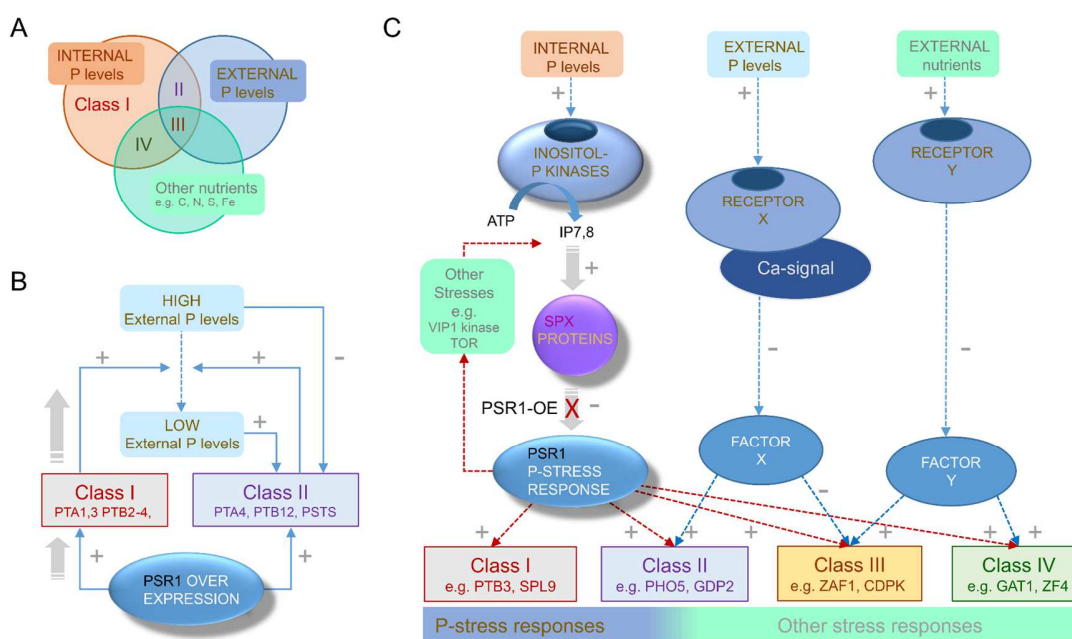 A
INTERNAL
P levels
EXTERNAL
P levels
Class I
II
III
IV
Other nutrients
e.g. C, N, S, Fe
B
HIGH
External P levels
+
+
-
LOW
External P levels
+
Class I
PTA1,3 PTB2-4,
Class II
PTA4, PTB12, PSTS
+
+
PSR1 OVER
EXPRESSION
C
INTERNAL
P levels
EXTERNAL
P levels
EXTERNAL
nutrients
+
+
+
INOSITOL-
P KINASES
RECEPTOR
X
RECEPTOR
Y
ATP
IP7,8
Ca-signal
+
Other
Stresses
e.g.
VIP1 kinase
TOR
SPX
PROTEINS
-
-
PSR1-OE
X
-
PSR1
P-STRESS
RESPONSE
FACTOR
X
FACTOR
Y
-
+
+
+
+
+
+
Class I
e.g. PTB3, SPL9
Class II
e.g. PHO5, GDP2
Class III
e.g. ZAF1, CDPK
Class IV
e.g. GAT1, ZF4
P-stress responses
Other stress responses